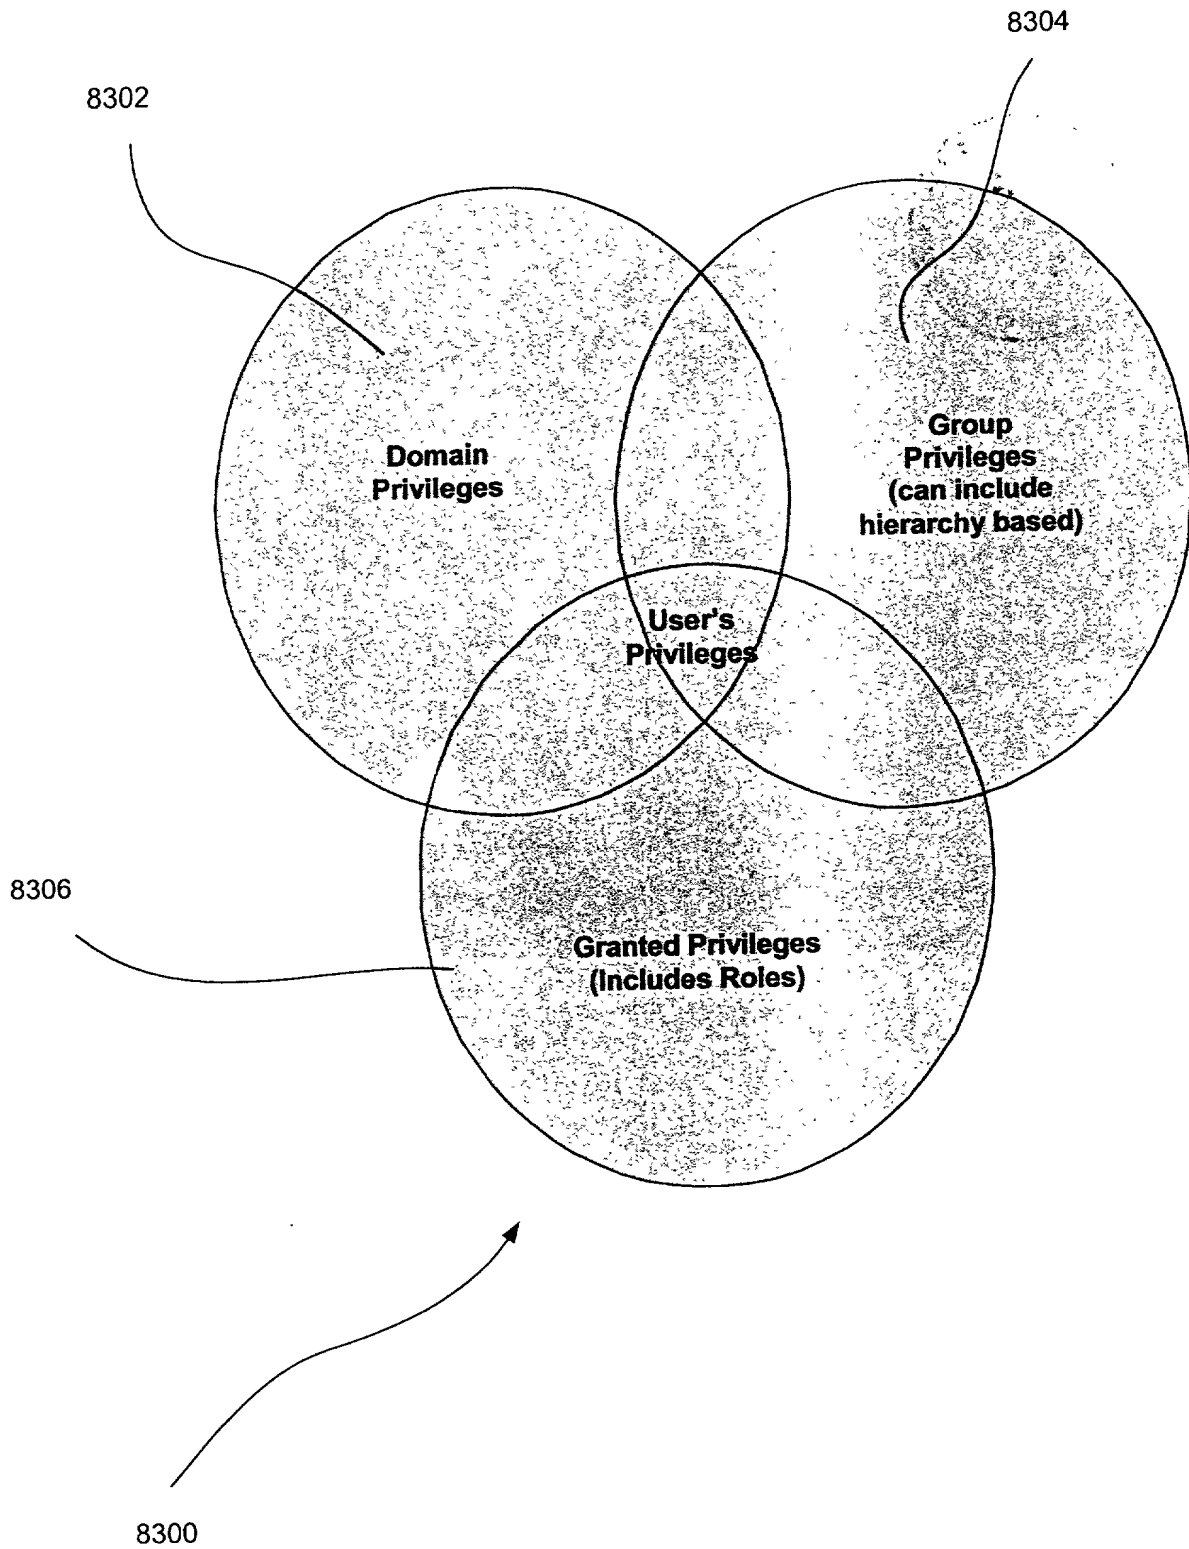 8304
8302
Domain
Privileges
Group
Privileges
(can include
hierarchy based)
User's
Privileges
8306
Granted Privileges
(Includes Roles)
8300